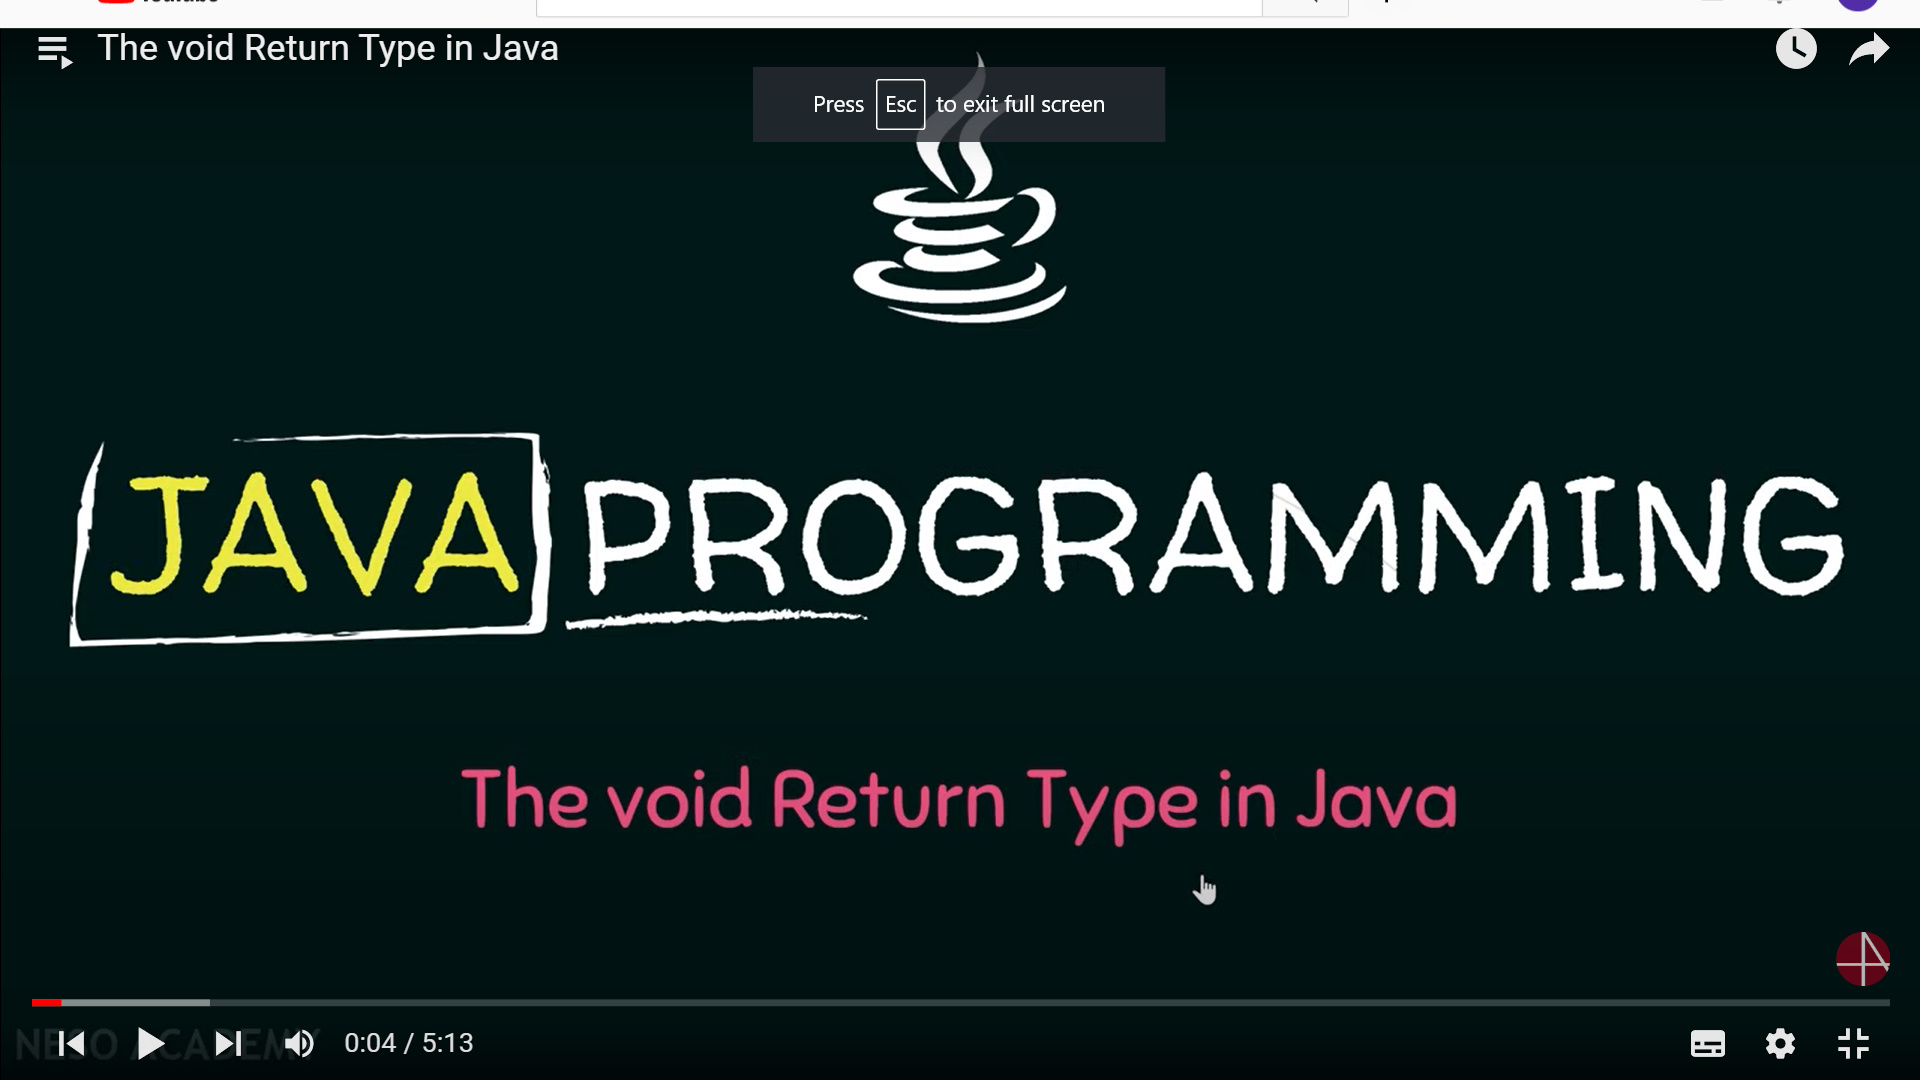 The void Return Type in Java
Press Esc to exit full screen
JAVA PROGRAMMING
The void Return Type in Java
NESO ACADEMY
0:04 / 5:13